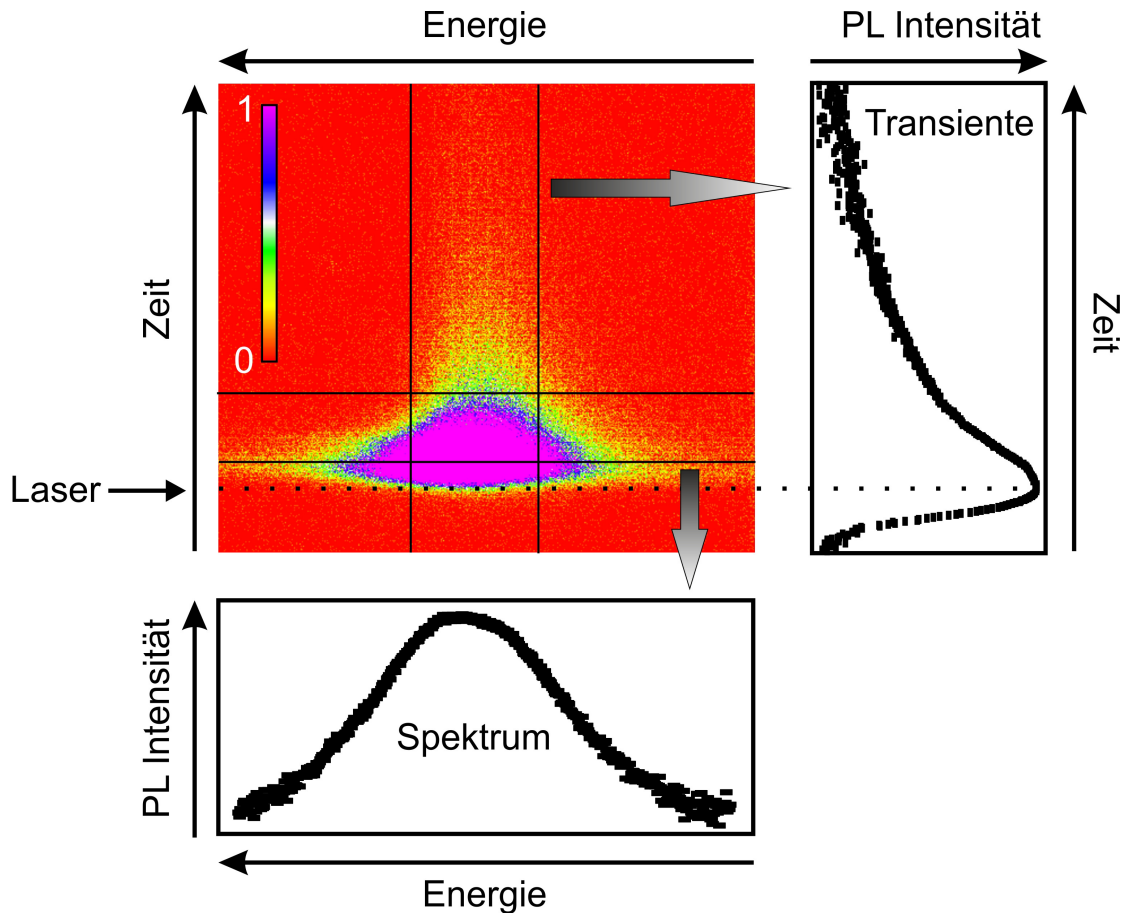 Energie
PL Intensität
1
0
Zeit
Transiente
Zeit
Laser
PL Intensität
Spektrum
Energie